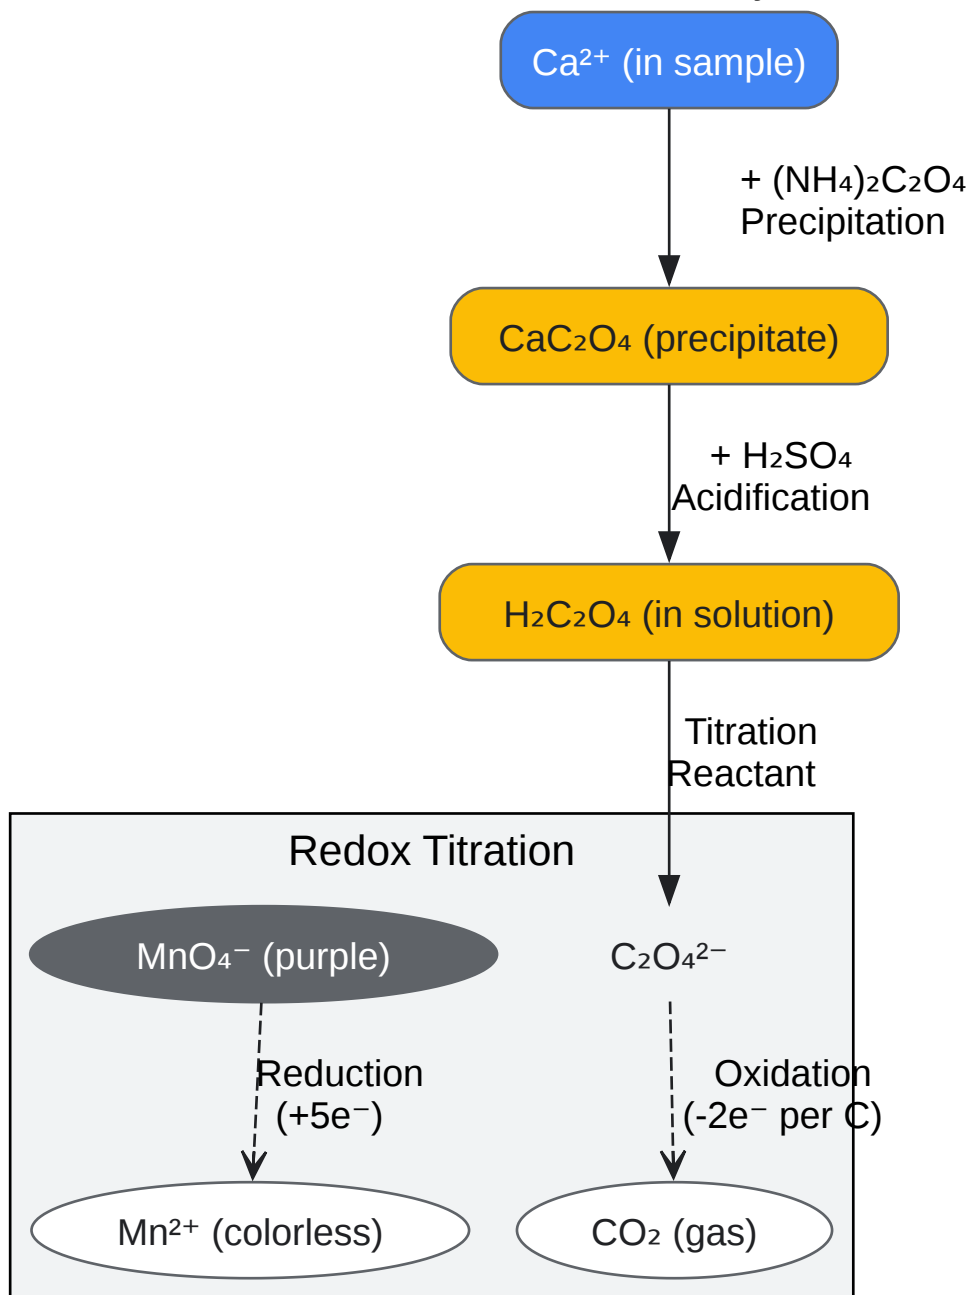 Ca²⁺ (in sample)
+ (NH₄)₂C₂O₄
Precipitation
CaC₂O₄ (precipitate)
+ H₂SO₄
Acidification
H₂C₂O₄ (in solution)
Titration
Reactant
Redox Titration
MnO₄⁻ (purple)
C₂O₄²⁻
Reduction
(+5e⁻)
Oxidation
(-2e⁻ per C)
Mn²⁺ (colorless)
CO₂ (gas)